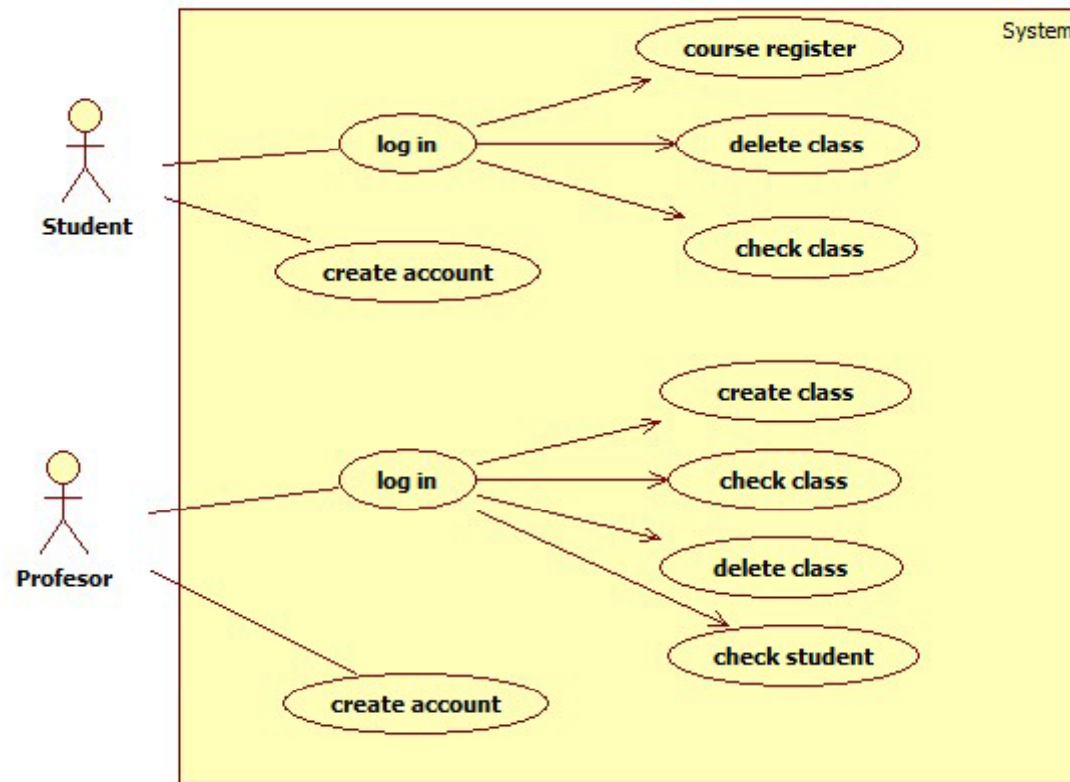 System
course register
log in
delete class
Student
check class
create account
create class
log in
check class
Profesor
delete class
check student
create account